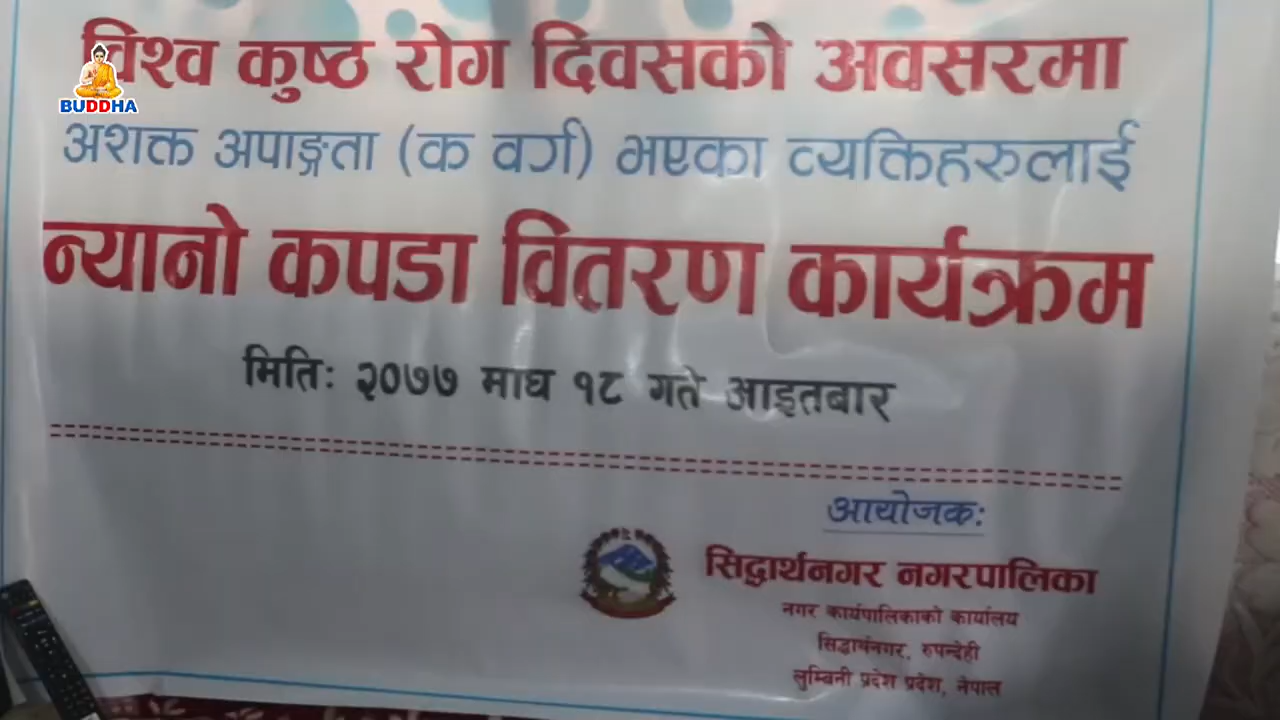 विश्व कुष्ठ रोग दिवसको अवसरमा
BUDDHA
अशक्त अपाङ्गता (क वर्ग) भएका व्यक्तिहरुलाई
न्यानो कपडा वितरण कार्यक्रम
मितिः २०७७ माघ १८ गते आइतबार
आयोजकः
सिद्धार्थनगर नगरपालिका
नगर कार्यपालिकाको कार्यालय
सिद्धार्थनगर, रुपन्देही
लुम्बिनी प्रदेश प्रदेश, नेपाल